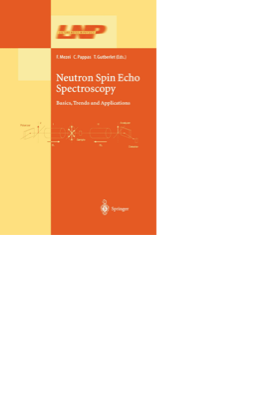 LNP
F. Mezei C. Pappas T. Gutberlet (Eds.)
Neutron Spin Echo
Spectroscopy
Basics, Trends and Applications
Springer